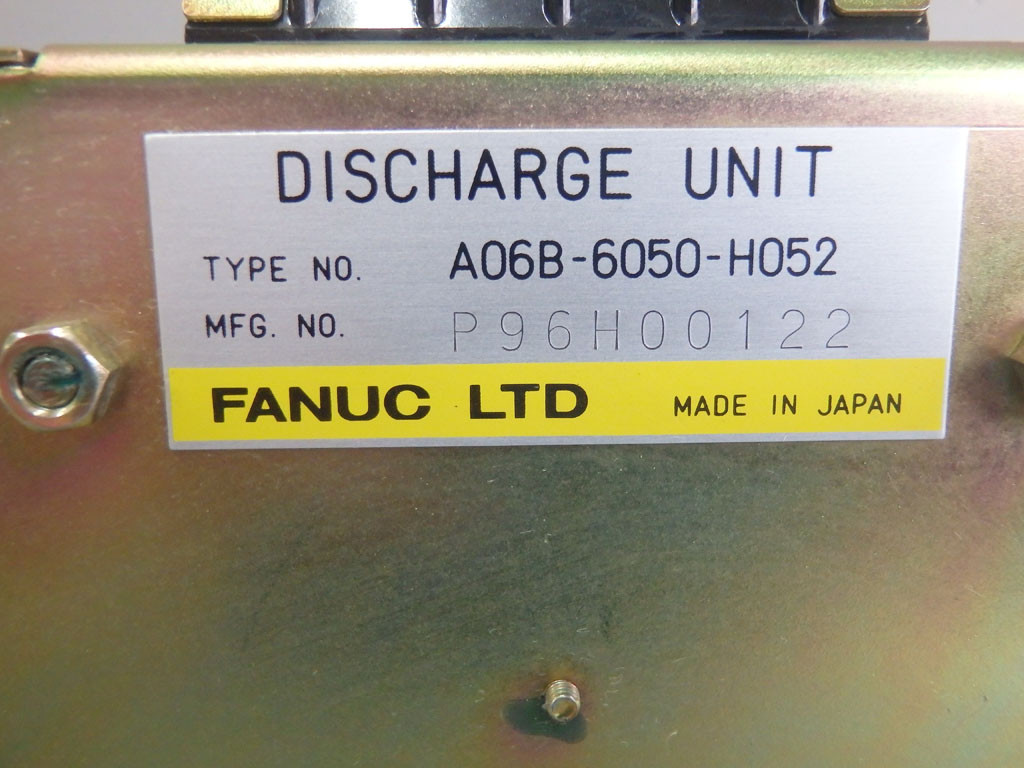 DISCHARGE UNIT
TYPE NO. A06B-6050-H052
MFG. NO. P96H00122
FANUC LTD MADE IN JAPAN